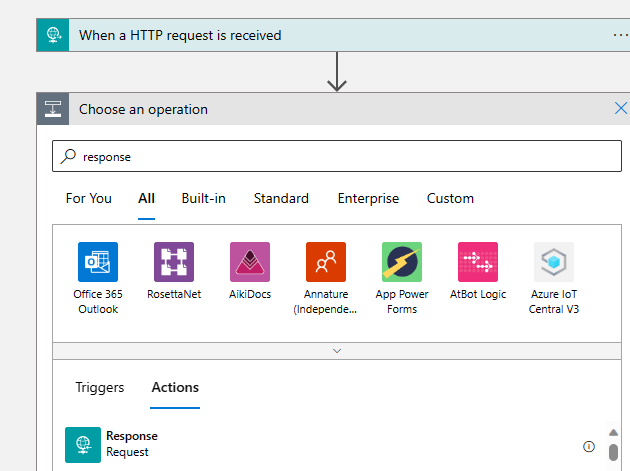 When a HTTP request is received
Choose an operation
response
For You All Built-in Standard Enterprise Custom
Office 365 RosettaNet AikiDocs Annature App Power AtBot Logic Azure IoT
Outlook (Independe... Forms Central V3
Triggers Actions
Response
Request